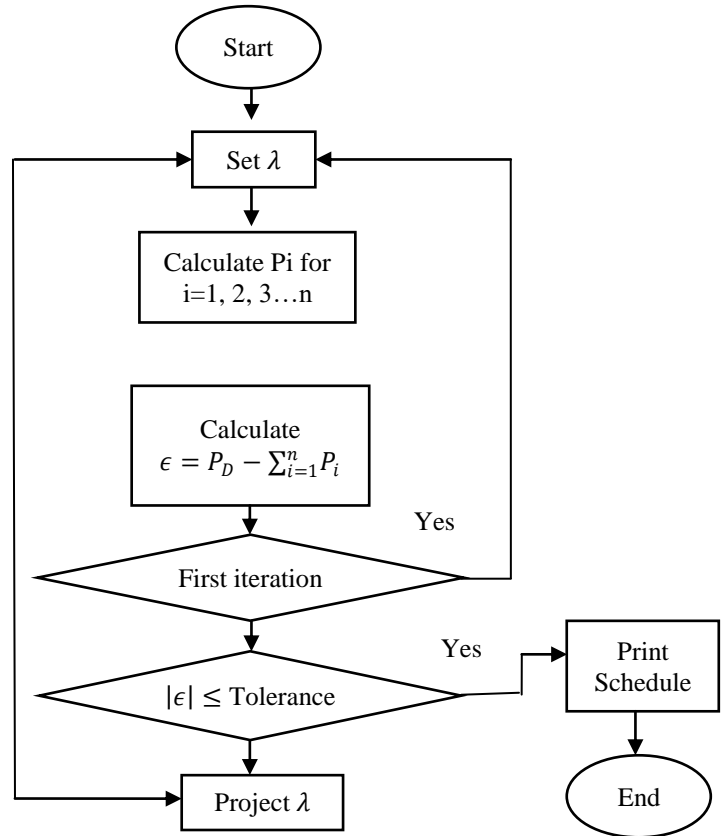 Start
Set λ
Calculate Pi for
i=1, 2, 3…n
Calculate
𝜖 = 𝑃_𝐷 − ∑_{𝑖=1}^{𝑛} 𝑃_𝑖
Yes
First iteration
Yes
|𝜖| ≤ Tolerance
Print
Schedule
Project λ
End